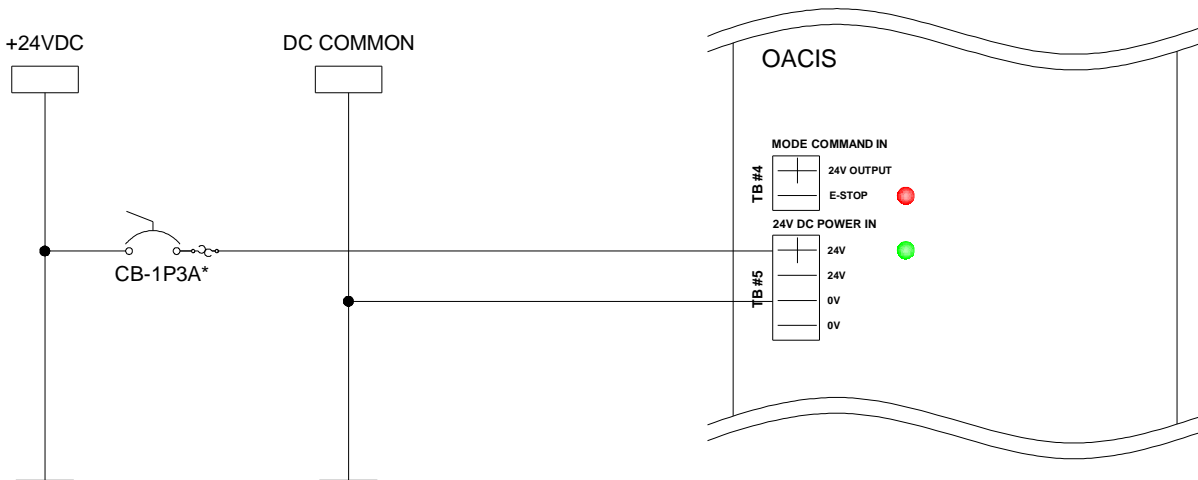 +24VDC
DC COMMON
OACIS
MODE COMMAND IN
TB #4
24V OUTPUT
E-STOP
24V DC POWER IN
TB #5
24V
24V
0V
0V
CB-1P3A*